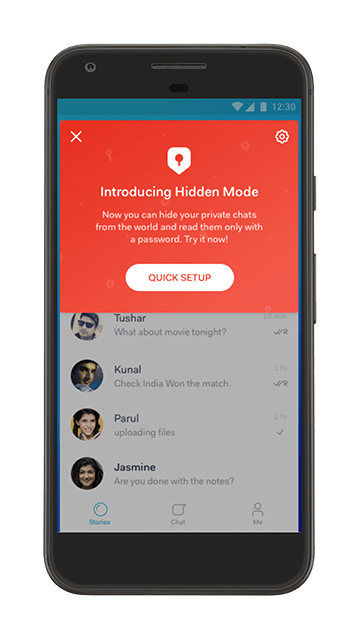 12:30
Introducing Hidden Mode
Now you can hide your private chats
from the world and read them only with
a password. Try it now!
QUICK SETUP
Tushar 10 min
What about movie tonight? R
Kunal 1 hr
Check India Won the match. R
Parul 2 hr
uploading files
Jasmine
Are you done with the notes?
Stories Chat Me